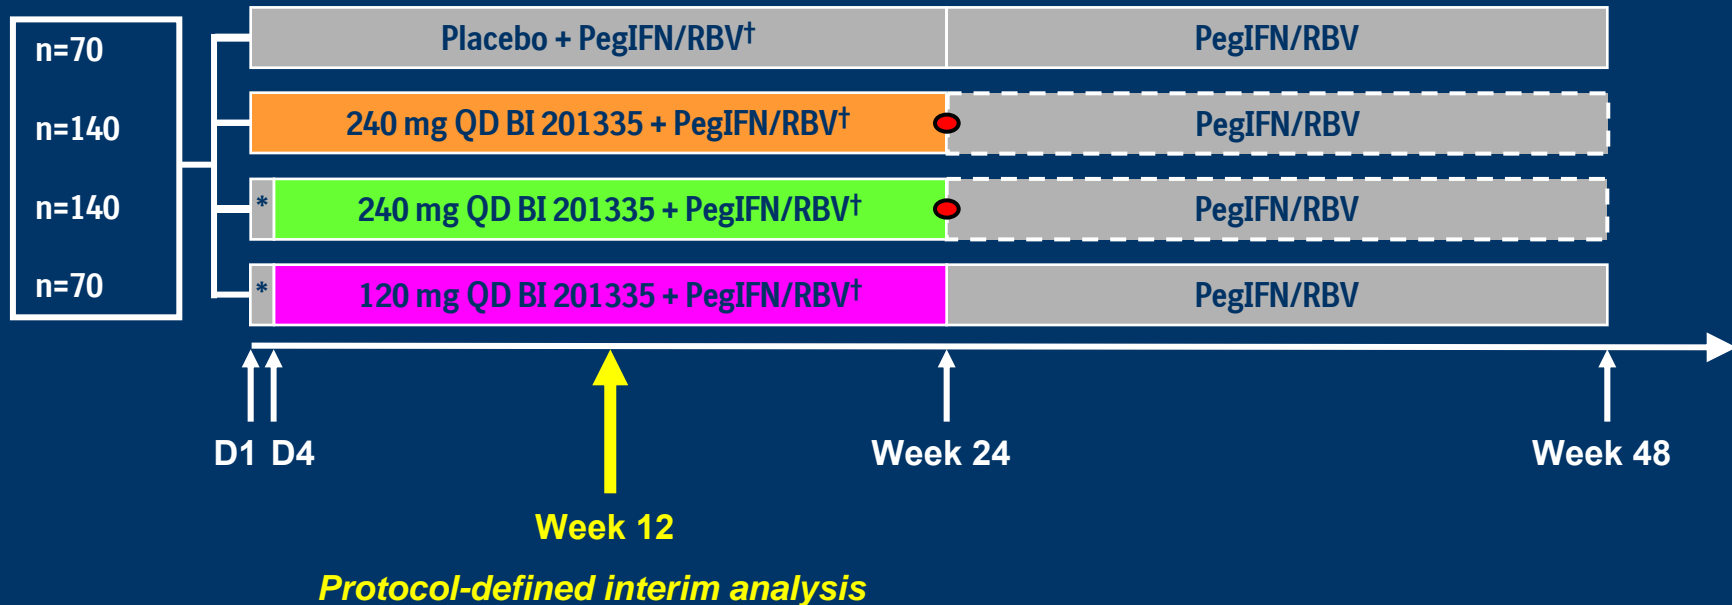 n=70
Placebo + PegIFN/RBV†
PegIFN/RBV
n=140
240 mg QD BI 201335 + PegIFN/RBV†
PegIFN/RBV
n=140
*
240 mg QD BI 201335 + PegIFN/RBV†
PegIFN/RBV
n=70
*
120 mg QD BI 201335 + PegIFN/RBV†
PegIFN/RBV
D1
D4
Week 24
Week 48
Week 12
Protocol-defined interim analysis